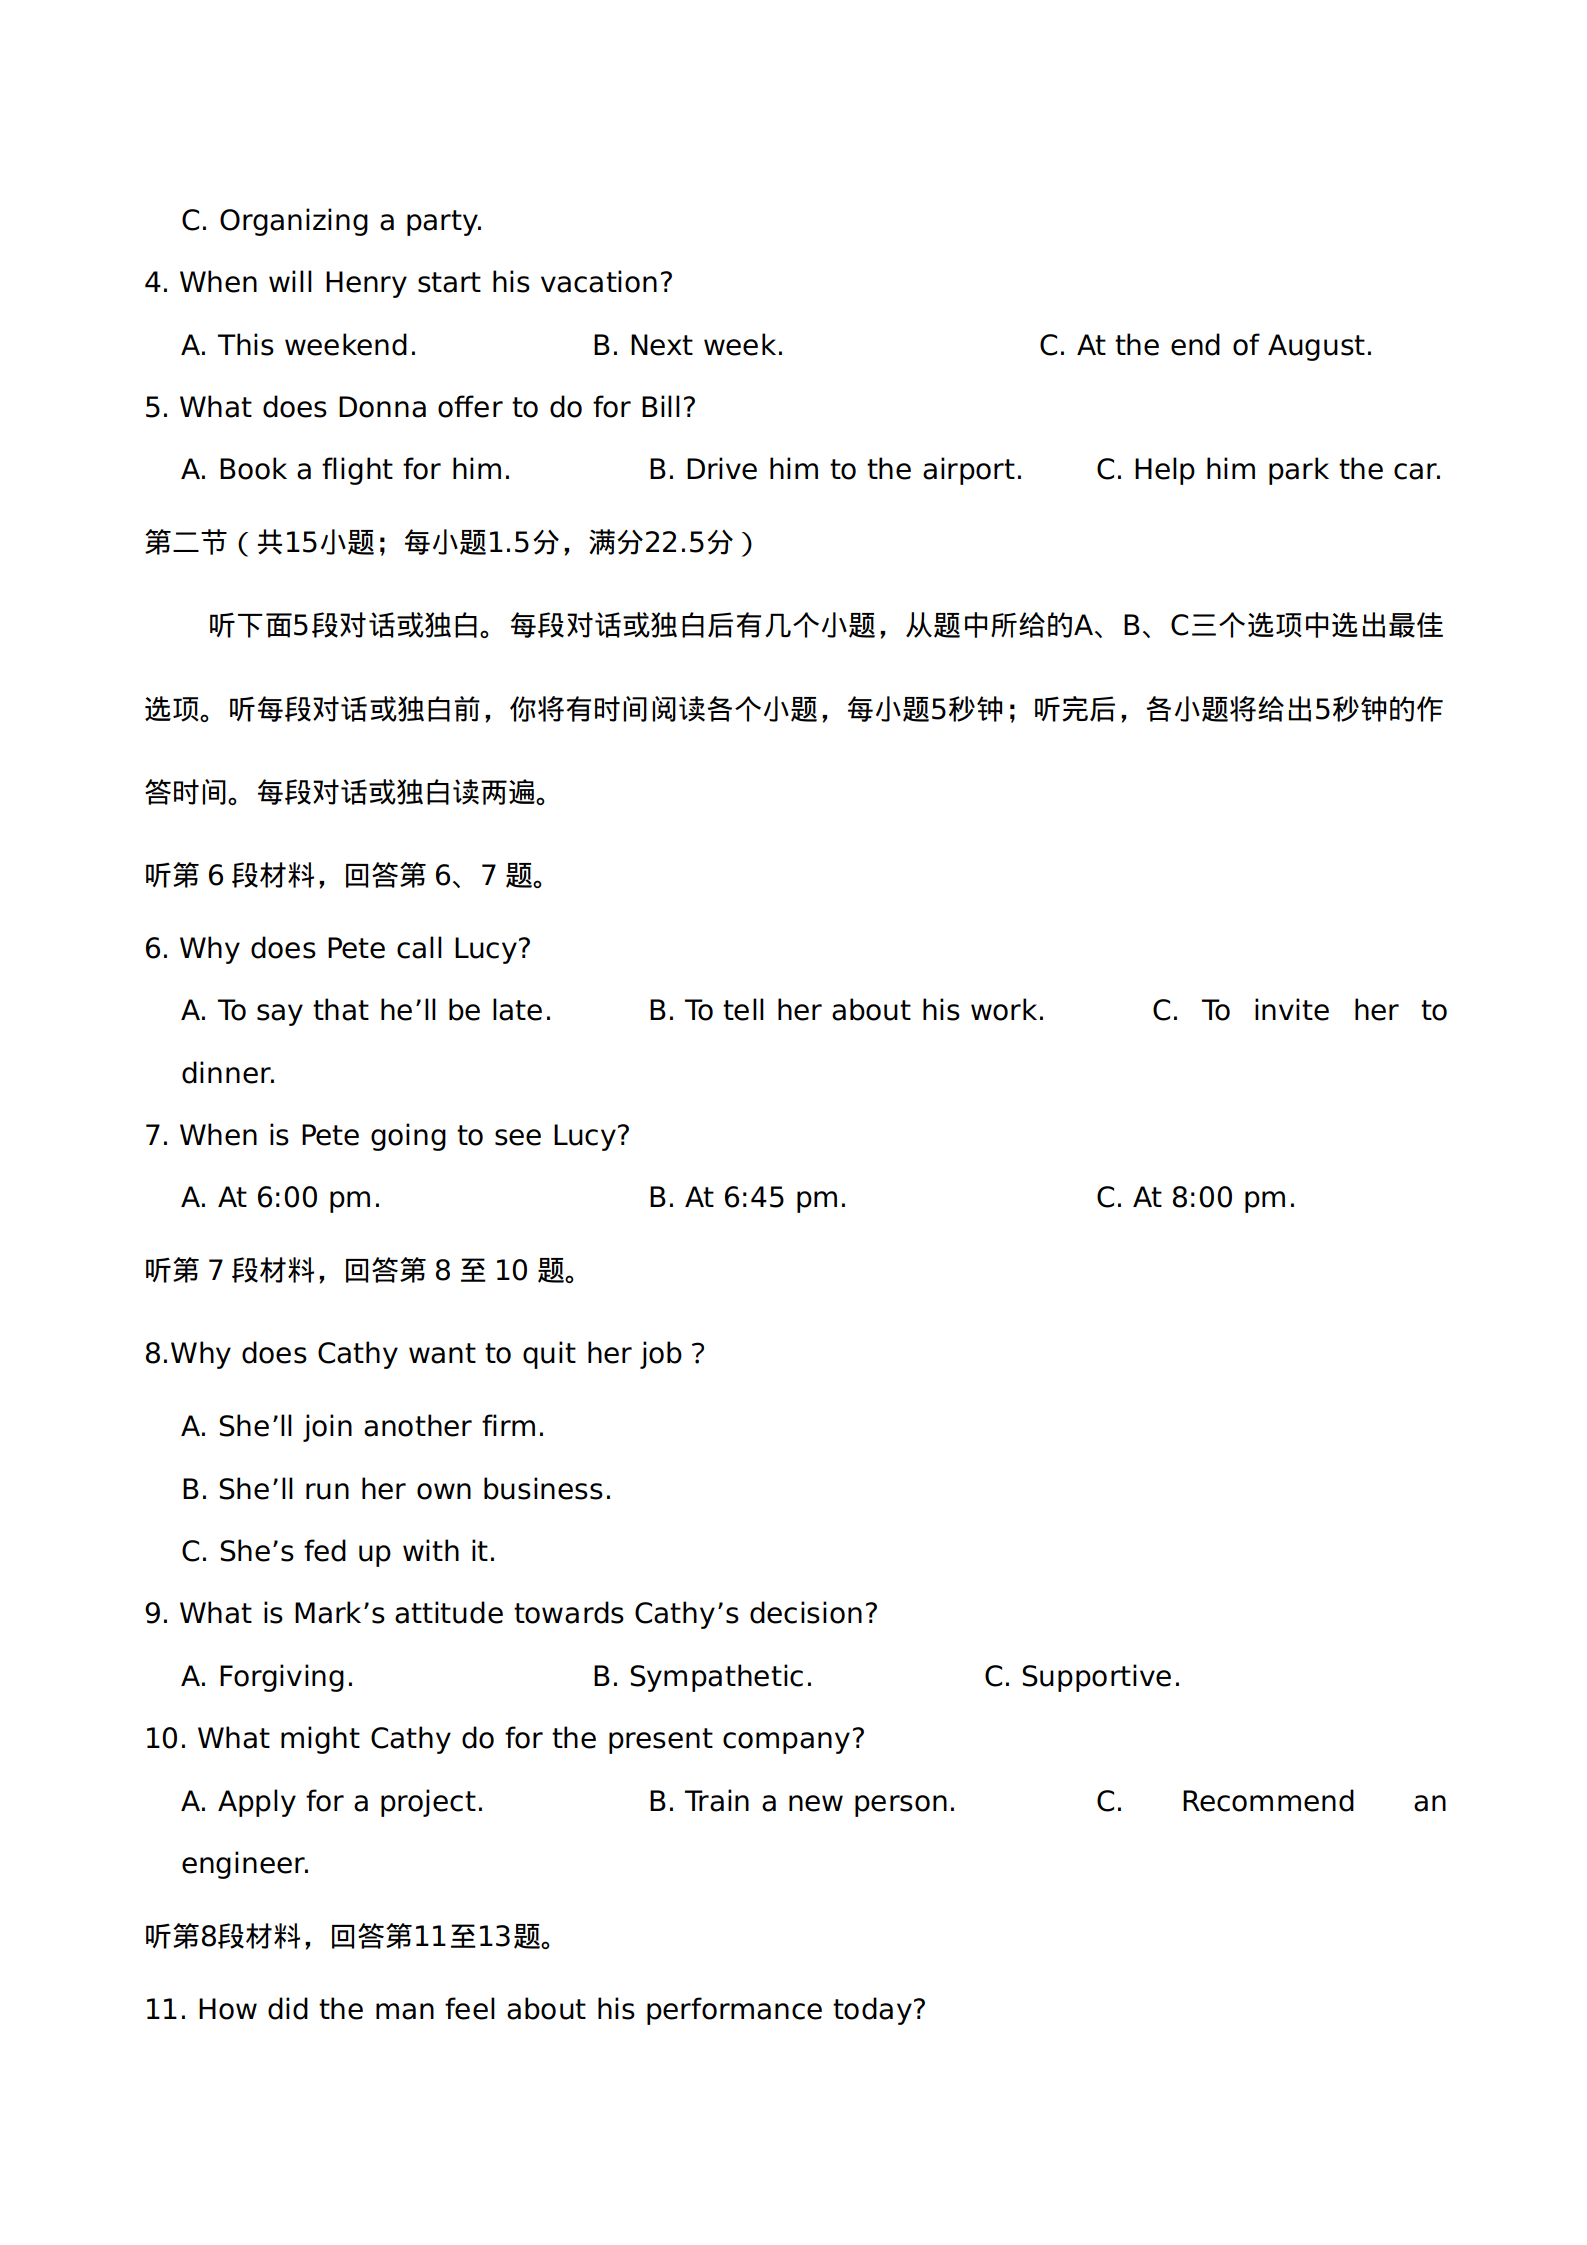 C. Organizing a party.
4. When will Henry start his vacation?
A. This weekend. B. Next week. C. At the end of August.
5. What does Donna offer to do for Bill?
A. Book a flight for him. B. Drive him to the airport. C. Help him park the car.
第二节（共15小题；每小题1.5分，满分22.5分）
听下面5段对话或独白。每段对话或独白后有几个小题，从题中所给的A、B、C三个选项中选出最佳
选项。听每段对话或独白前，你将有时间阅读各个小题，每小题5秒钟；听完后，各小题将给出5秒钟的作
答时间。每段对话或独白读两遍。
听第 6 段材料，回答第 6、7 题。
6. Why does Pete call Lucy?
A. To say that he’ll be late. B. To tell her about his work. C. To invite her to
dinner.
7. When is Pete going to see Lucy?
A. At 6:00 pm. B. At 6:45 pm. C. At 8:00 pm.
听第 7 段材料，回答第 8 至 10 题。
8.Why does Cathy want to quit her job？
A. She’ll join another firm.
B. She’ll run her own business.
C. She’s fed up with it.
9. What is Mark’s attitude towards Cathy’s decision?
A. Forgiving. B. Sympathetic. C. Supportive.
10. What might Cathy do for the present company?
A. Apply for a project. B. Train a new person. C. Recommend an
engineer.
听第8段材料，回答第11至13题。
11. How did the man feel about his performance today?